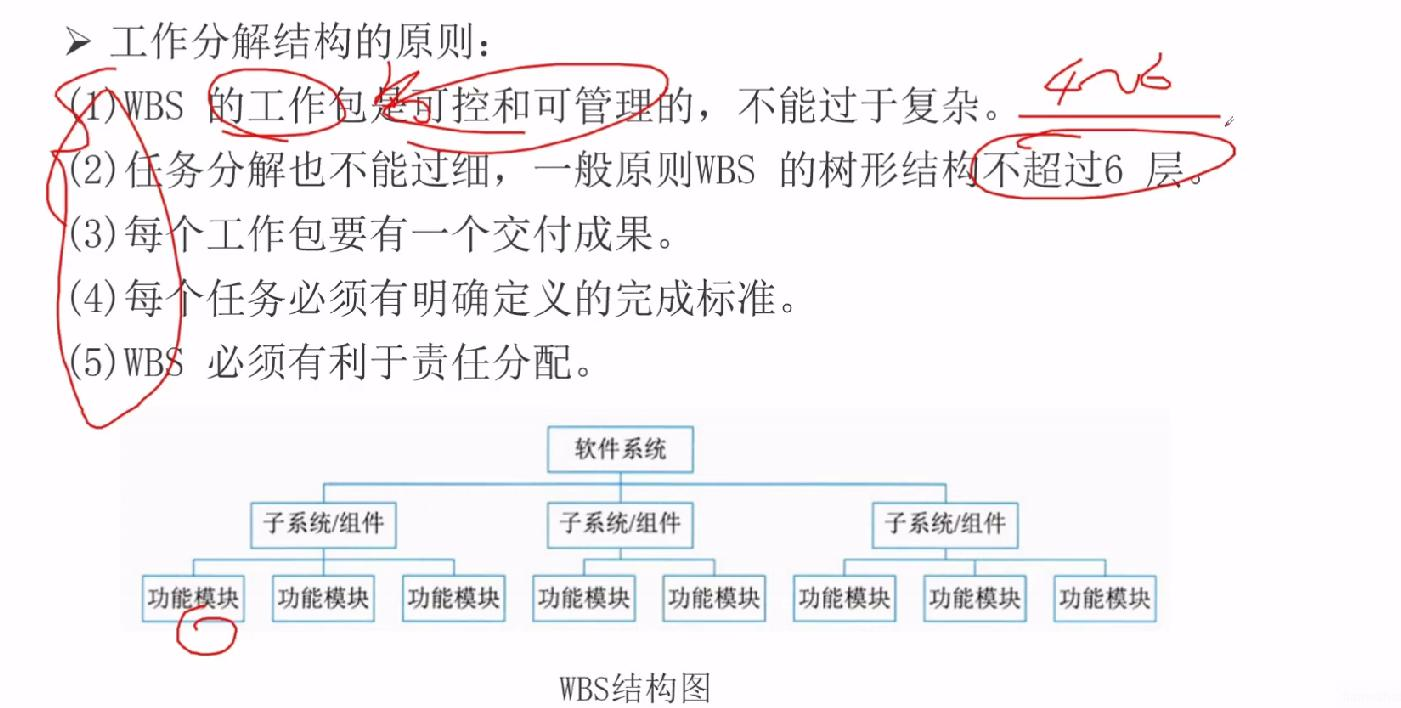 ➢ 工作分解结构的原则：
(1)WBS 的工作包是可控和可管理的，不能过于复杂。
4~6
(2)任务分解也不能过细，一般原则WBS 的树形结构不超过6 层。
(3)每个工作包要有一个交付成果。
(4)每个任务必须有明确定义的完成标准。
(5)WBS 必须有利于责任分配。
软件系统
子系统/组件 子系统/组件 子系统/组件
功能模块 功能模块 功能模块 功能模块 功能模块 功能模块 功能模块 功能模块
WBS结构图